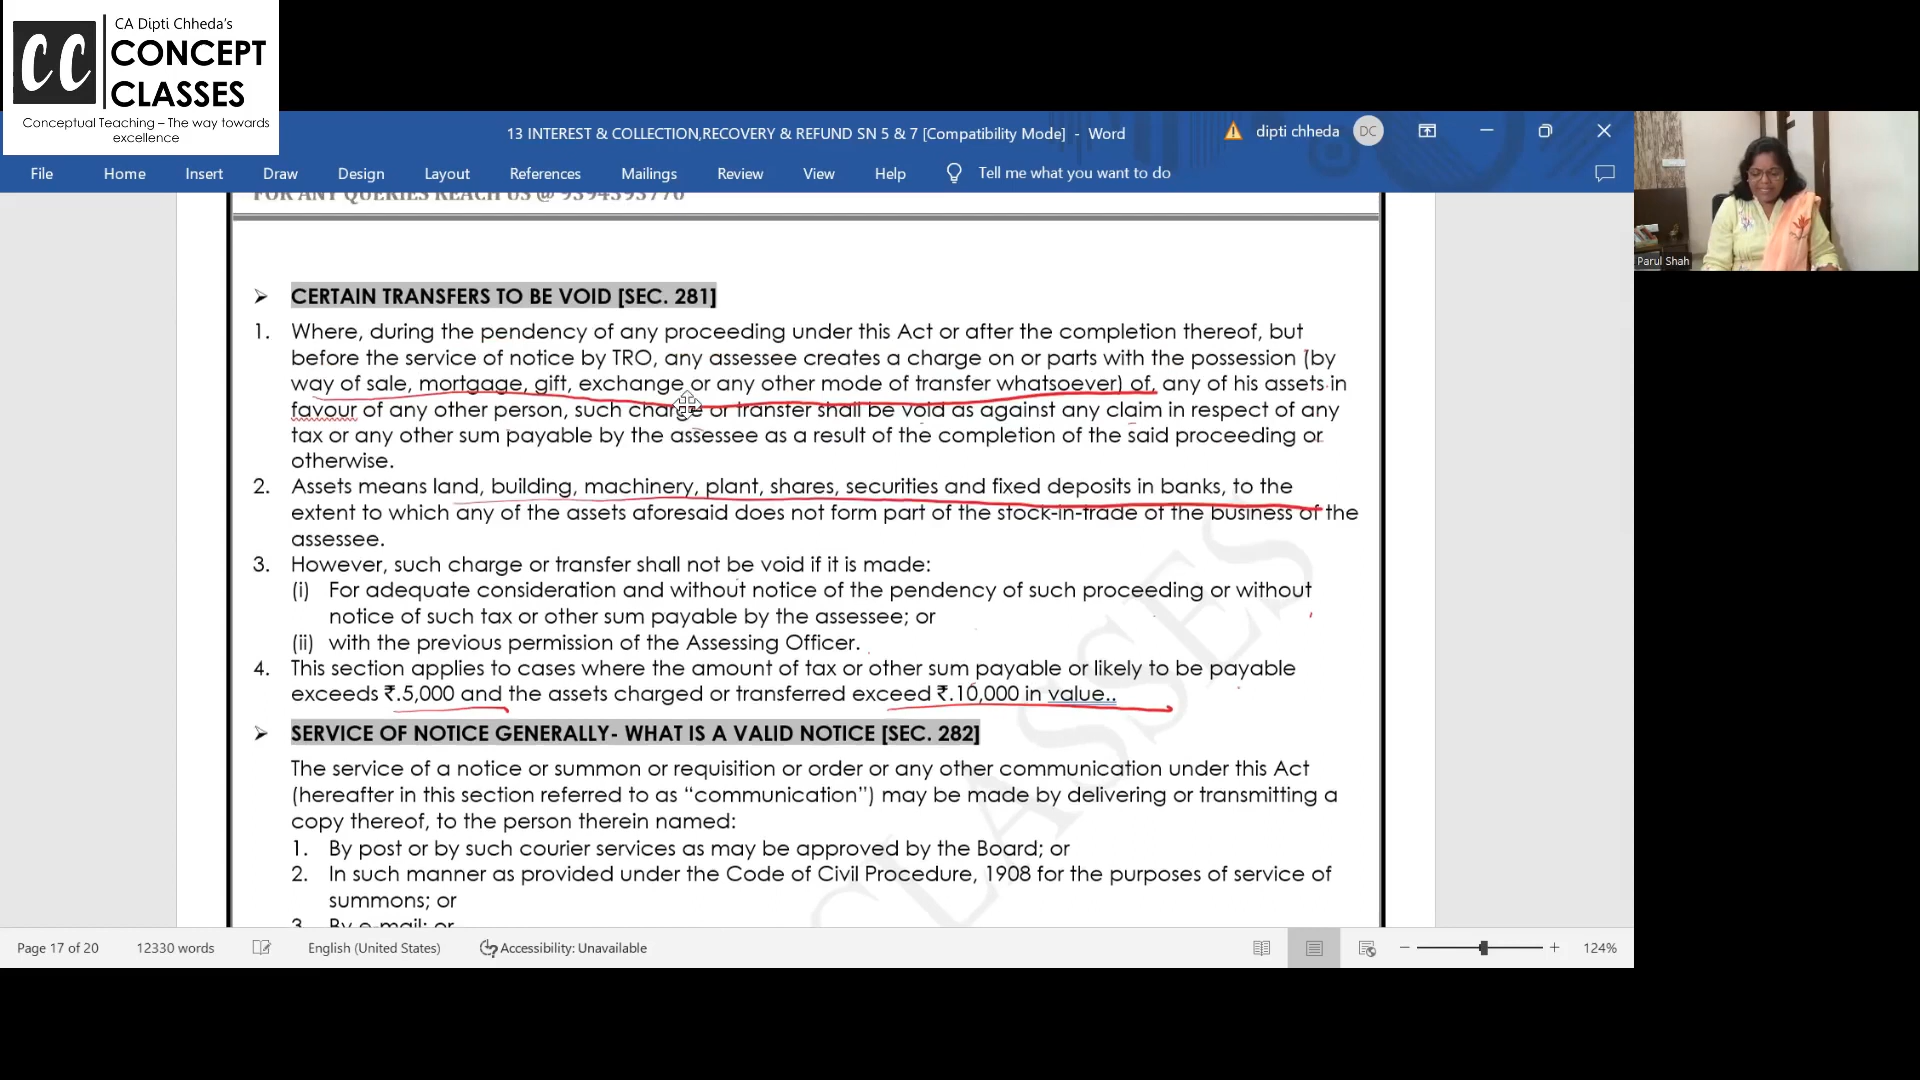 CA Dipti Chheda's
CC CONCEPT
CLASSES
Conceptual Teaching – The way towards
excellence
13 INTEREST & COLLECTION,RECOVERY & REFUND SN 5 & 7 [Compatibility Mode] - Word
dipti chheda DC
File Home Insert Draw Design Layout References Mailings Review View Help Tell me what you want to do
FOR ANY QUERIES REACH US @ 9594593776
Parul Shah
➢ CERTAIN TRANSFERS TO BE VOID [SEC. 281]
1. Where, during the pendency of any proceeding under this Act or after the completion thereof, but
before the service of notice by TRO, any assessee creates a charge on or parts with the possession (by
way of sale, mortgage, gift, exchange or any other mode of transfer whatsoever) of, any of his assets in
favour of any other person, such charge or transfer shall be void as against any claim in respect of any
tax or any other sum payable by the assessee as a result of the completion of the said proceeding or
otherwise.
2. Assets means land, building, machinery, plant, shares, securities and fixed deposits in banks, to the
extent to which any of the assets aforesaid does not form part of the stock-in-trade of the business of the
assessee.
3. However, such charge or transfer shall not be void if it is made:
(i) For adequate consideration and without notice of the pendency of such proceeding or without
notice of such tax or other sum payable by the assessee; or
(ii) with the previous permission of the Assessing Officer.
4. This section applies to cases where the amount of tax or other sum payable or likely to be payable
exceeds ₹.5,000 and the assets charged or transferred exceed ₹.10,000 in value..
➢ SERVICE OF NOTICE GENERALLY- WHAT IS A VALID NOTICE [SEC. 282]
The service of a notice or summon or requisition or order or any other communication under this Act
(hereafter in this section referred to as “communication”) may be made by delivering or transmitting a
copy thereof, to the person therein named:
1. By post or by such courier services as may be approved by the Board; or
2. In such manner as provided under the Code of Civil Procedure, 1908 for the purposes of service of
summons; or
3. By e-mail; or
CLASSES
Page 17 of 20 12330 words English (United States) Accessibility: Unavailable 124%